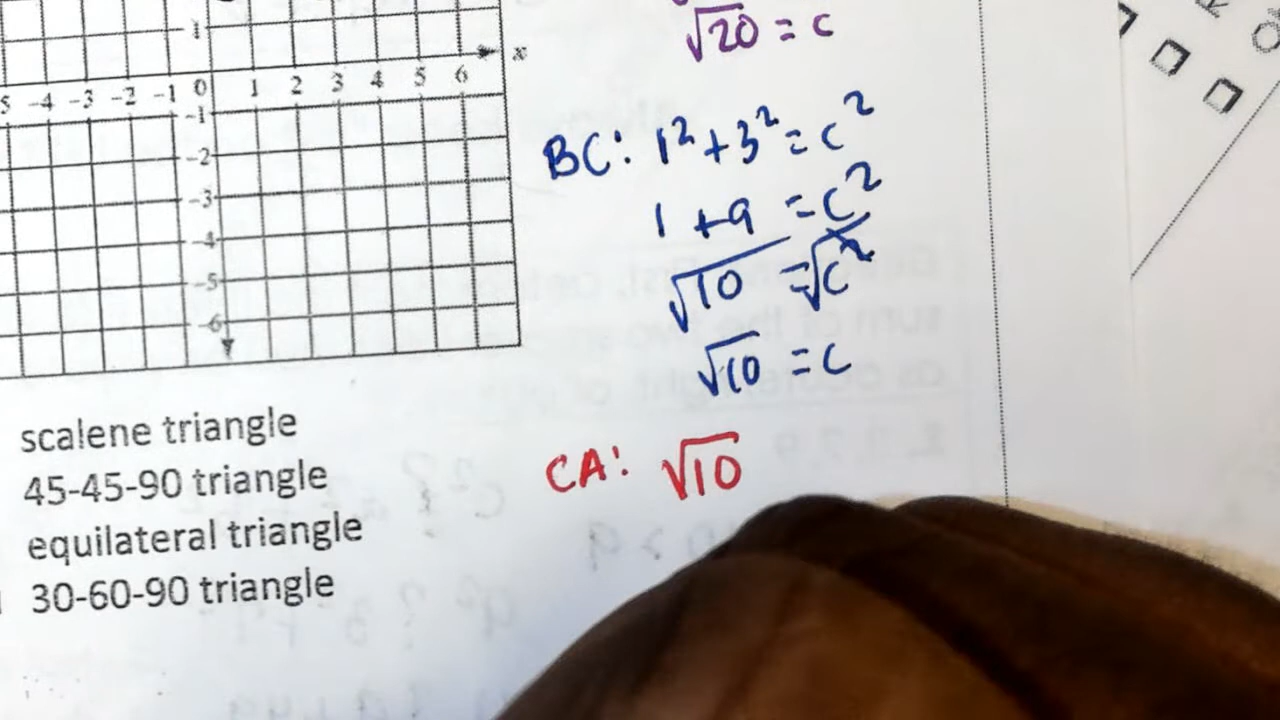 1
√20 = c
x
5 -4 -3 -2 -1 0 1 2 3 4 5 6
-1
-2
-3
-4
-5
-6
BC: 1² + 3² = c²
1 + 9 = c²
√10 = √c²
√10 = c
scalene triangle
45-45-90 triangle
equilateral triangle
30-60-90 triangle
CA: √10